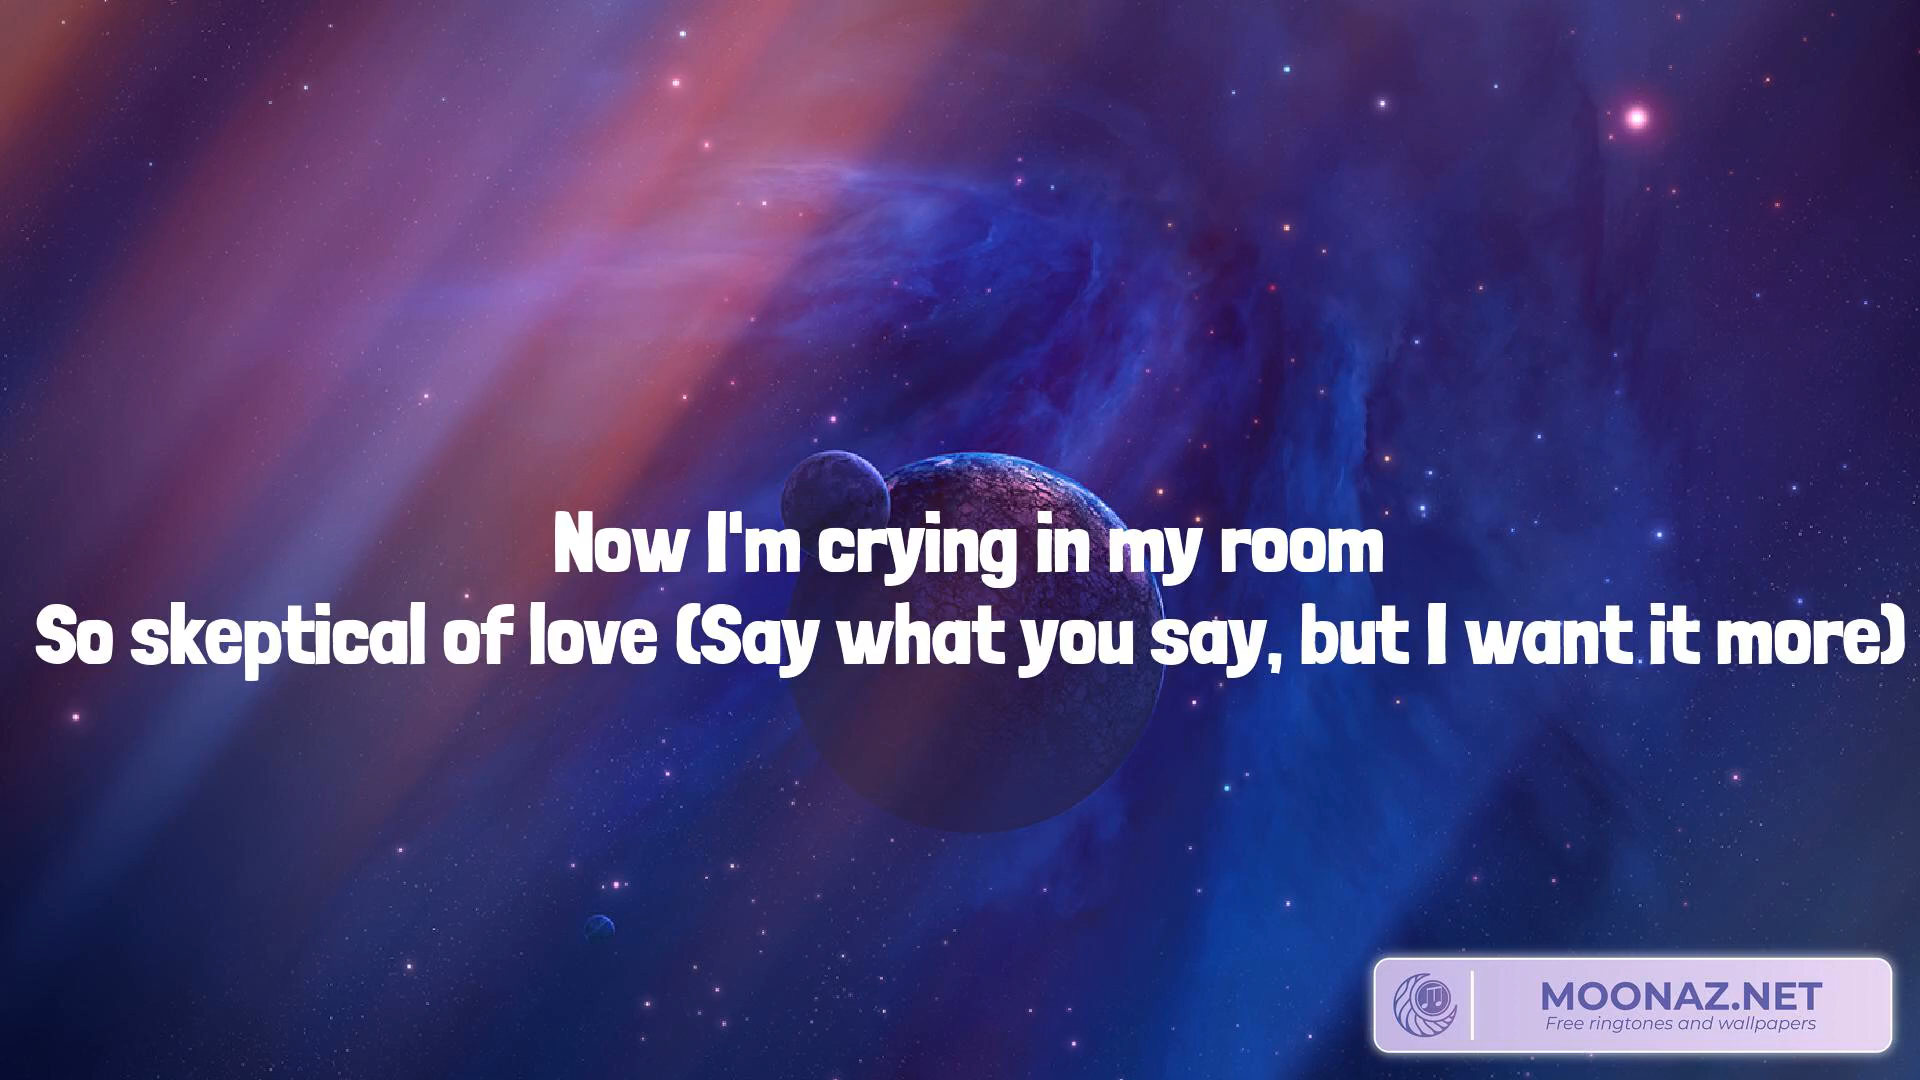 Now I'm crying in my room
So skeptical of love (Say what you say, but I want it more)
MOONAZ.NET
Free ringtones and wallpapers